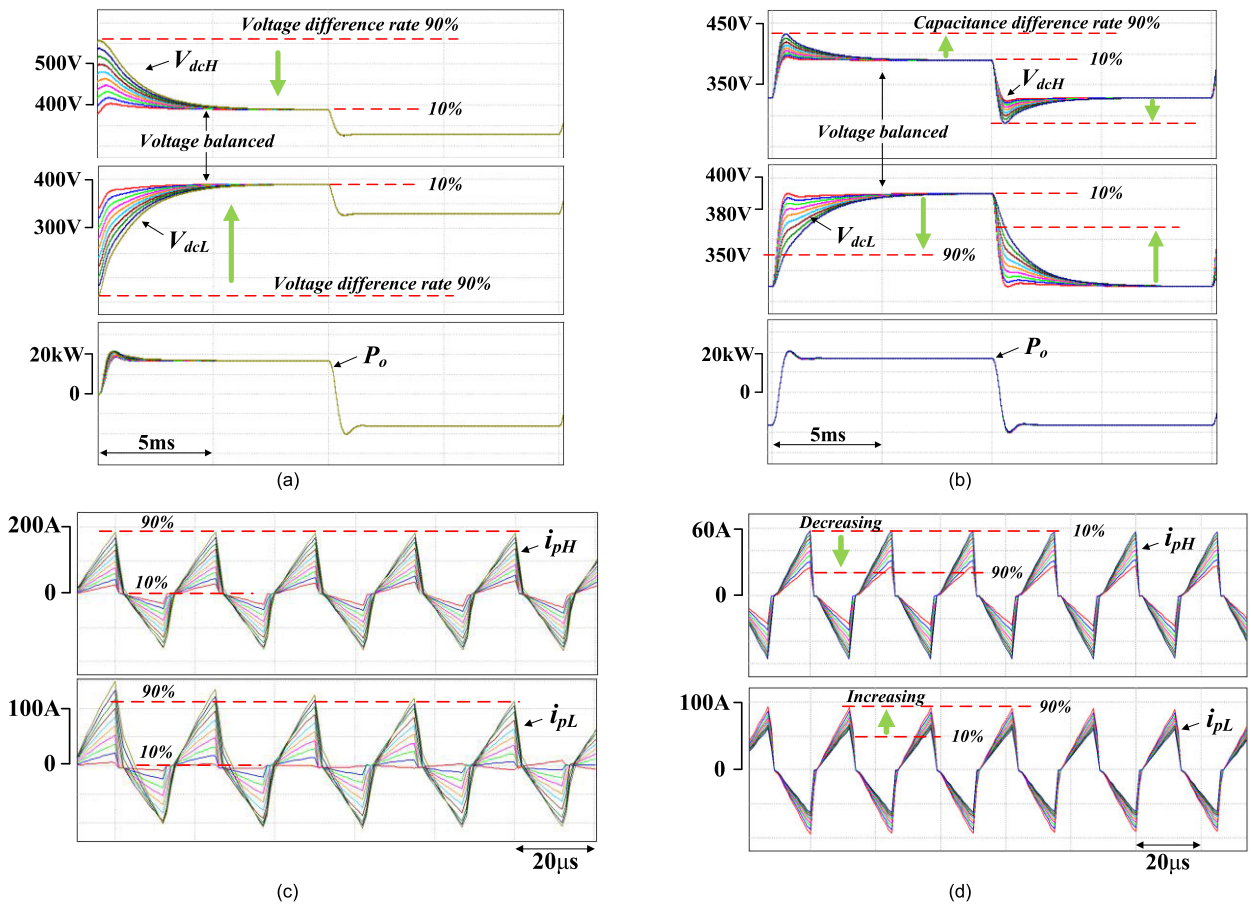 Voltage difference rate 90%
500V
V_dcH
400V
10%
Voltage balanced
400V
10%
300V
V_dcL
Voltage difference rate 90%
20kW
P_o
0
5ms
(a)
450V
Capacitance difference rate 90%
10%
350V
V_dcH
Voltage balanced
400V
10%
380V
V_dcL
350V
90%
20kW
P_o
0
5ms
(b)
200A
90%
i_pH
10%
0
90%
100A
i_pL
10%
0
20μs
(c)
60A
Decreasing
10%
i_pH
90%
0
Increasing
90%
100A
i_pL
10%
0
20μs
(d)